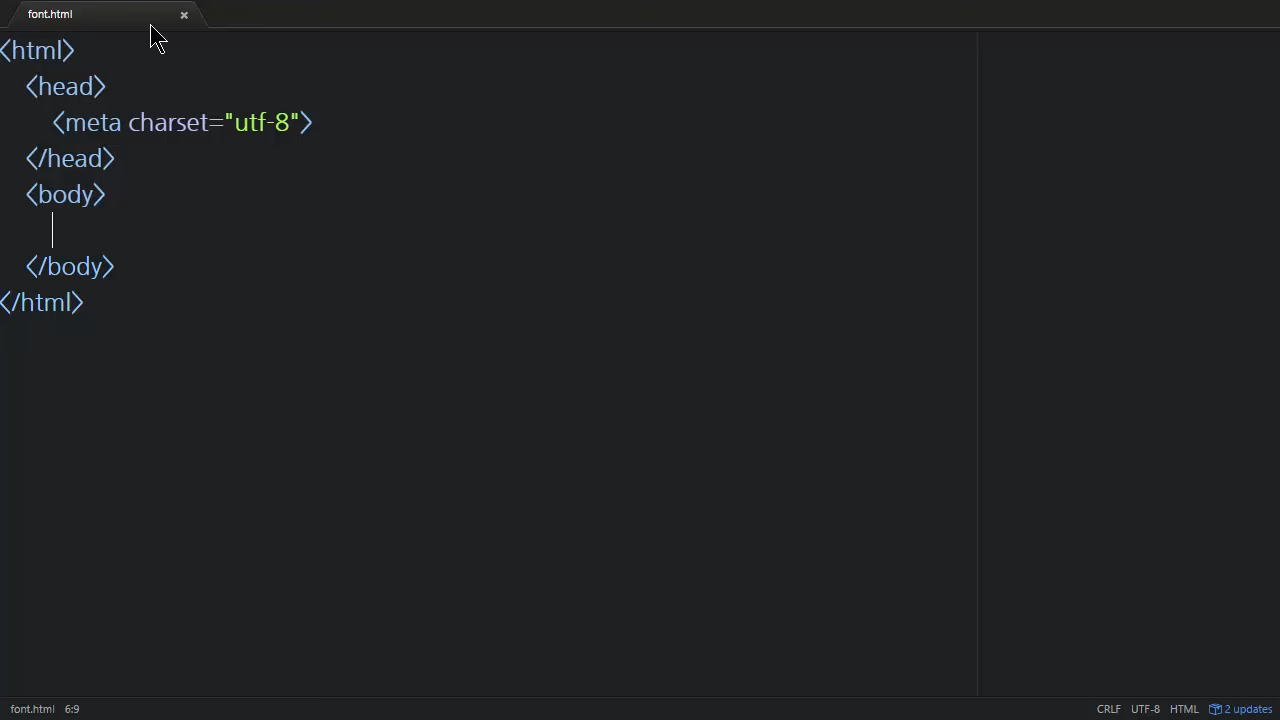 font.html
<html>
<head>
<meta charset="utf-8">
</head>
<body>
</body>
</html>
font.html 6:9 CRLF UTF-8 HTML 2 updates